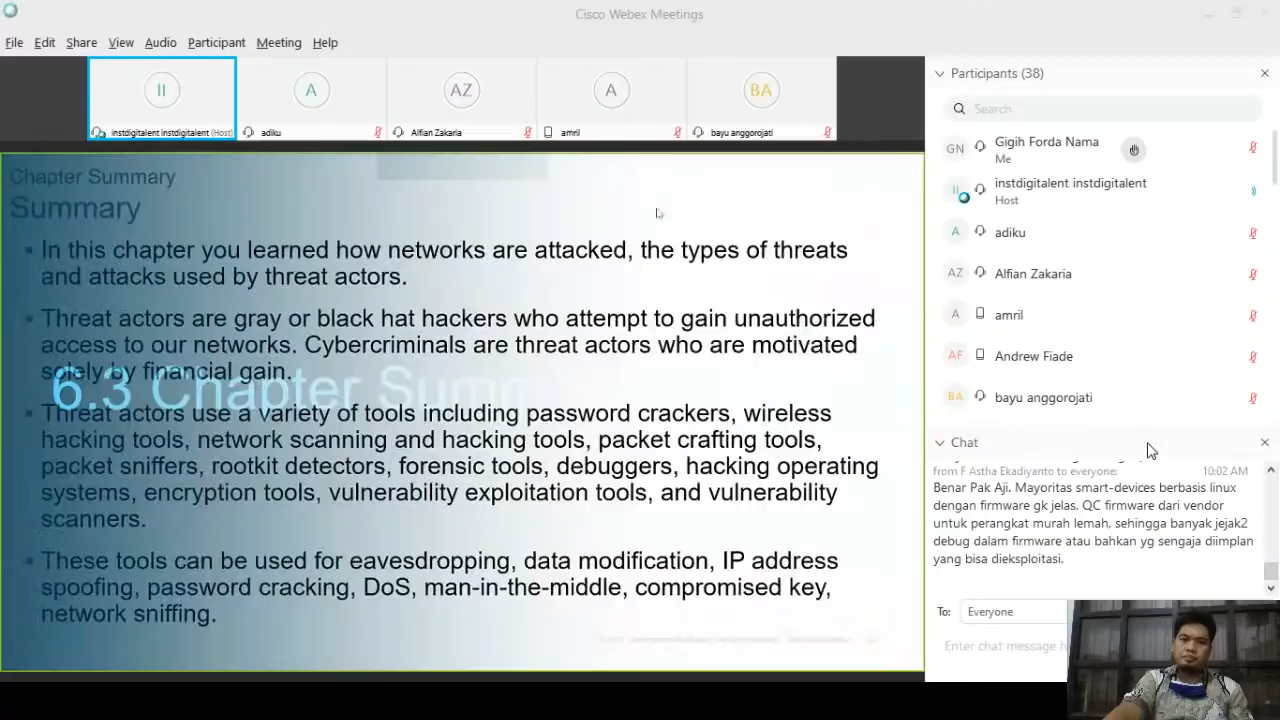 Cisco Webex Meetings
File Edit Share View Audio Participant Meeting Help
II
instdigitalent instdigitalent (Host)
A
adiku
AZ
Alfian Zakaria
A
amril
BA
bayu anggorojati
Chapter Summary
Summary
In this chapter you learned how networks are attacked, the types of threats
and attacks used by threat actors.
Threat actors are gray or black hat hackers who attempt to gain unauthorized
access to our networks. Cybercriminals are threat actors who are motivated
solely by financial gain.
6.3 Chapter Summ
Threat actors use a variety of tools including password crackers, wireless
hacking tools, network scanning and hacking tools, packet crafting tools,
packet sniffers, rootkit detectors, forensic tools, debuggers, hacking operating
systems, encryption tools, vulnerability exploitation tools, and vulnerability
scanners.
These tools can be used for eavesdropping, data modification, IP address
spoofing, password cracking, DoS, man-in-the-middle, compromised key,
network sniffing.
Participants (38)
Search
GN Gigih Forda Nama
Me
II instdigitalent instdigitalent
Host
A adiku
AZ Alfian Zakaria
A amril
AF Andrew Fiade
BA bayu anggorojati
Chat
from F Astha Ekadiyanto to everyone: 10:02 AM
Benar Pak Aji. Mayoritas smart-devices berbasis linux
dengan firmware gk jelas. QC firmware dari vendor
untuk perangkat murah lemah, sehingga banyak jejak2
debug dalam firmware atau bahkan yg sengaja diimplan
yang bisa dieksploitasi.
To: Everyone
Enter chat message h